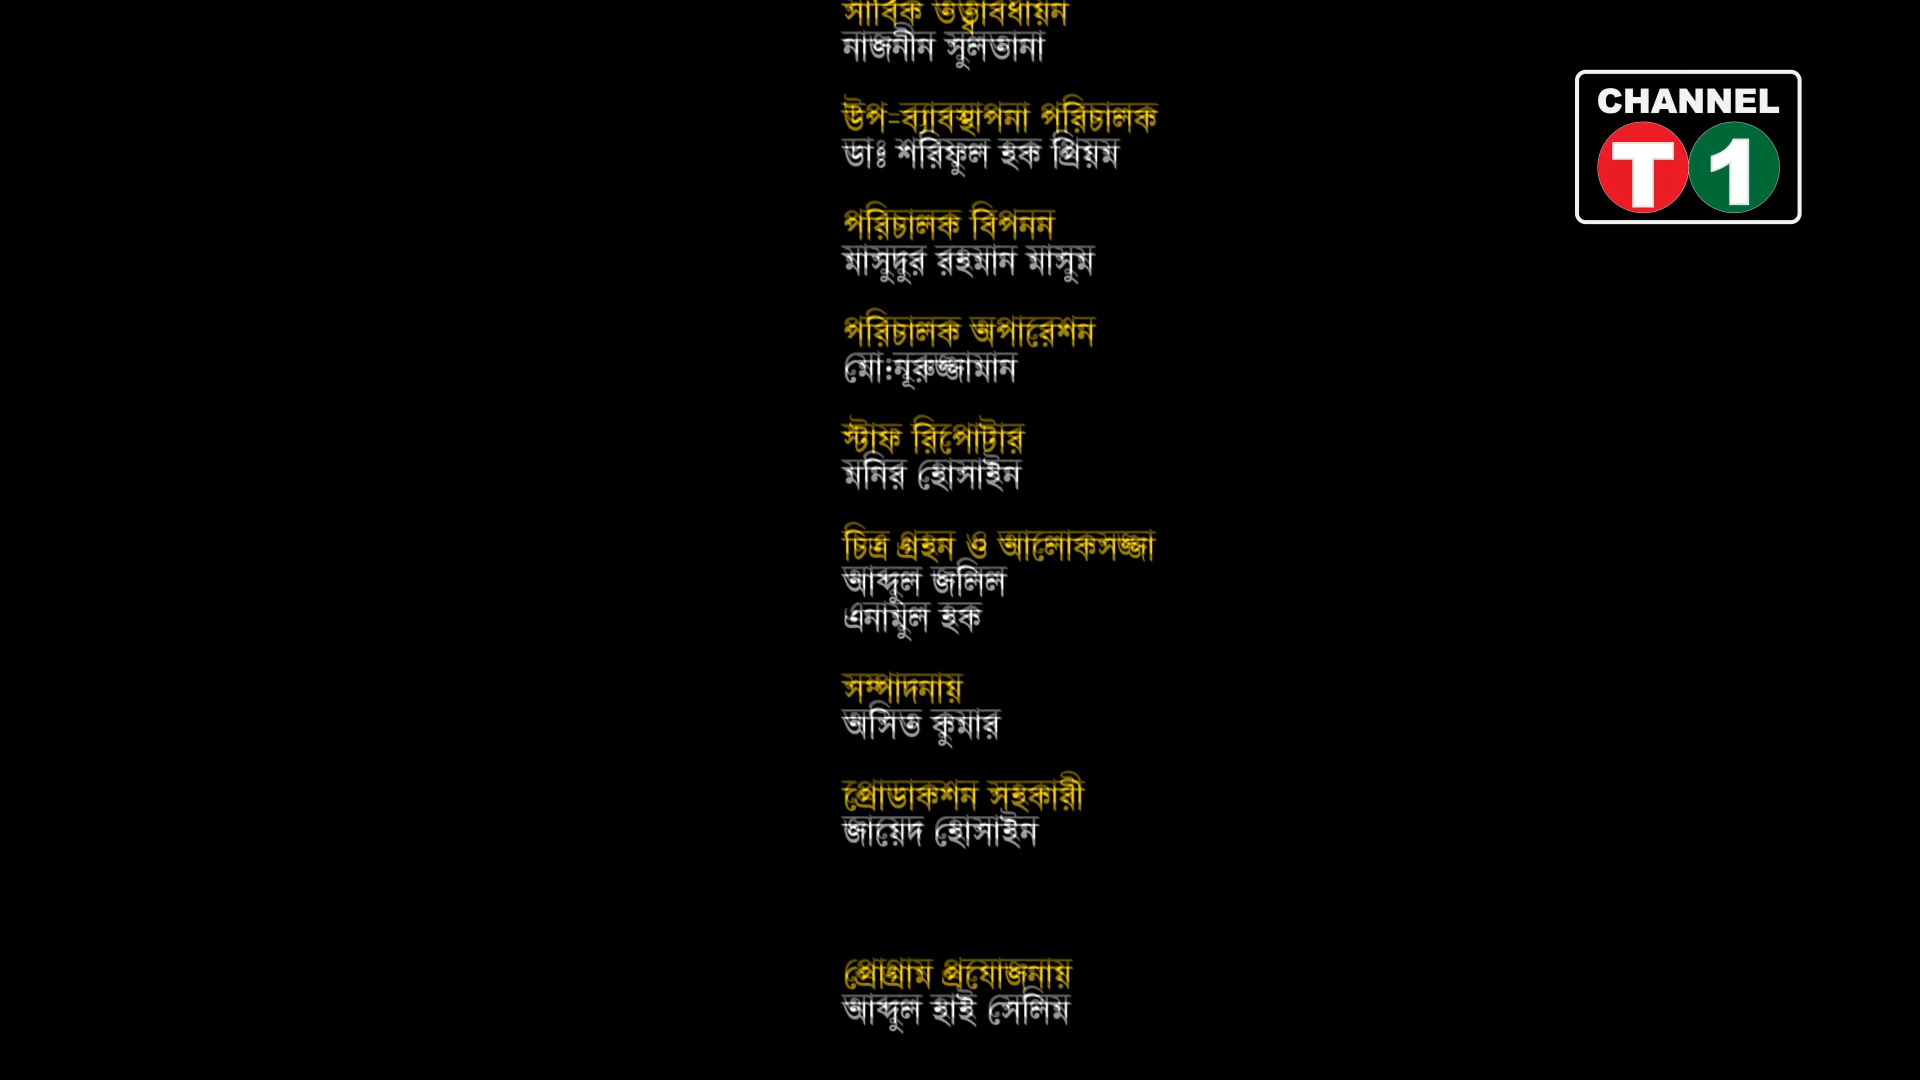 সার্বিক তত্ত্বাবধায়ন
নাজনীন সুলতানা
উপ-ব্যাবস্থাপনা পরিচালক
ডাঃ শরিফুল হক প্রিয়ম
পরিচালক বিপনন
মাসুদুর রহমান মাসুম
পরিচালক অপারেশন
মো:নূরুজ্জামান
স্টাফ রিপোর্টার
মনির হোসাইন
চিত্র গ্রহন ও আলোকসজ্জা
আব্দুল জলিল
এনামুল হক
সম্পাদনায়
অসিত কুমার
প্রোডাকশন সহকারী
জায়েদ হোসাইন
প্রোগ্রাম প্রযোজনায়
আব্দুল হাই সেলিম
CHANNEL
T1